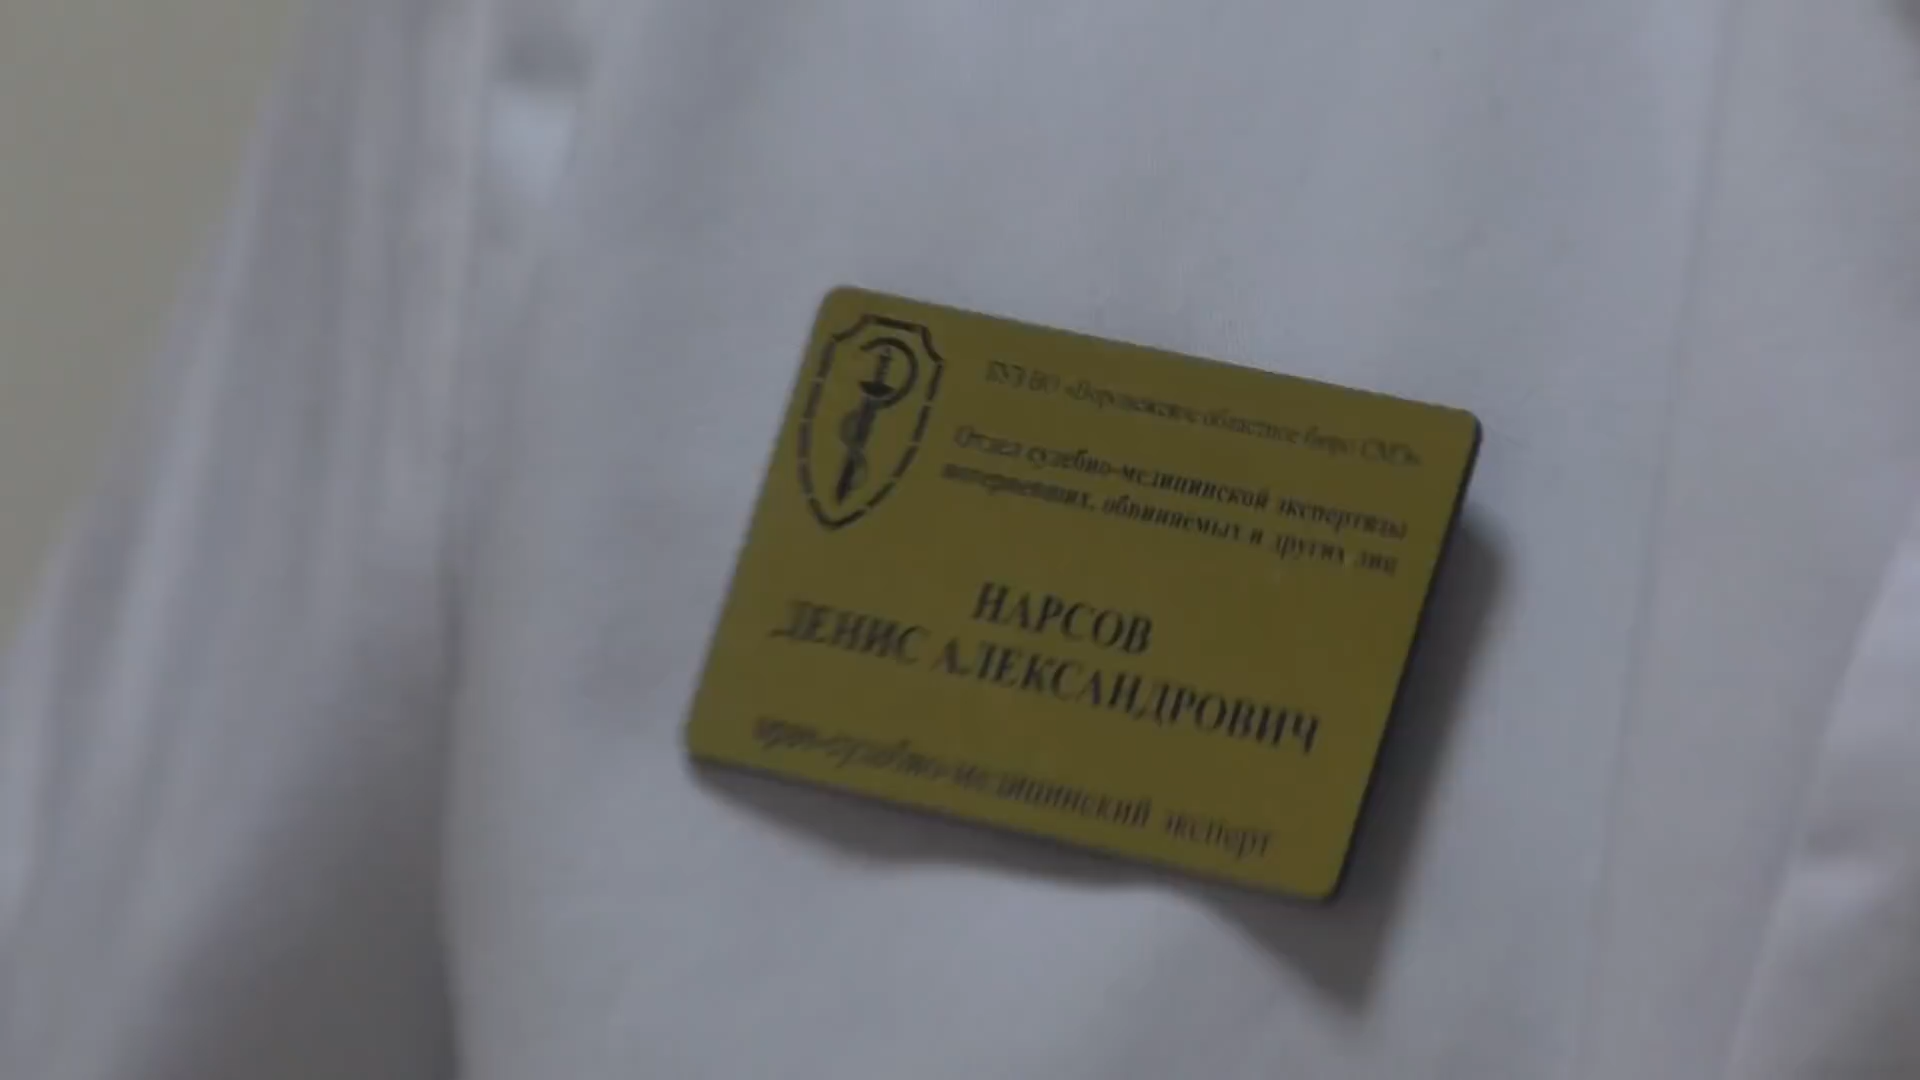 БУЗ ВО «Воронежское областное бюро СМЭ»
Отдел судебно-медицинской экспертизы
потерпевших, обвиняемых и других лиц
НАРСОВ
ДЕНИС АЛЕКСАНДРОВИЧ
врач-судебно-медицинский эксперт